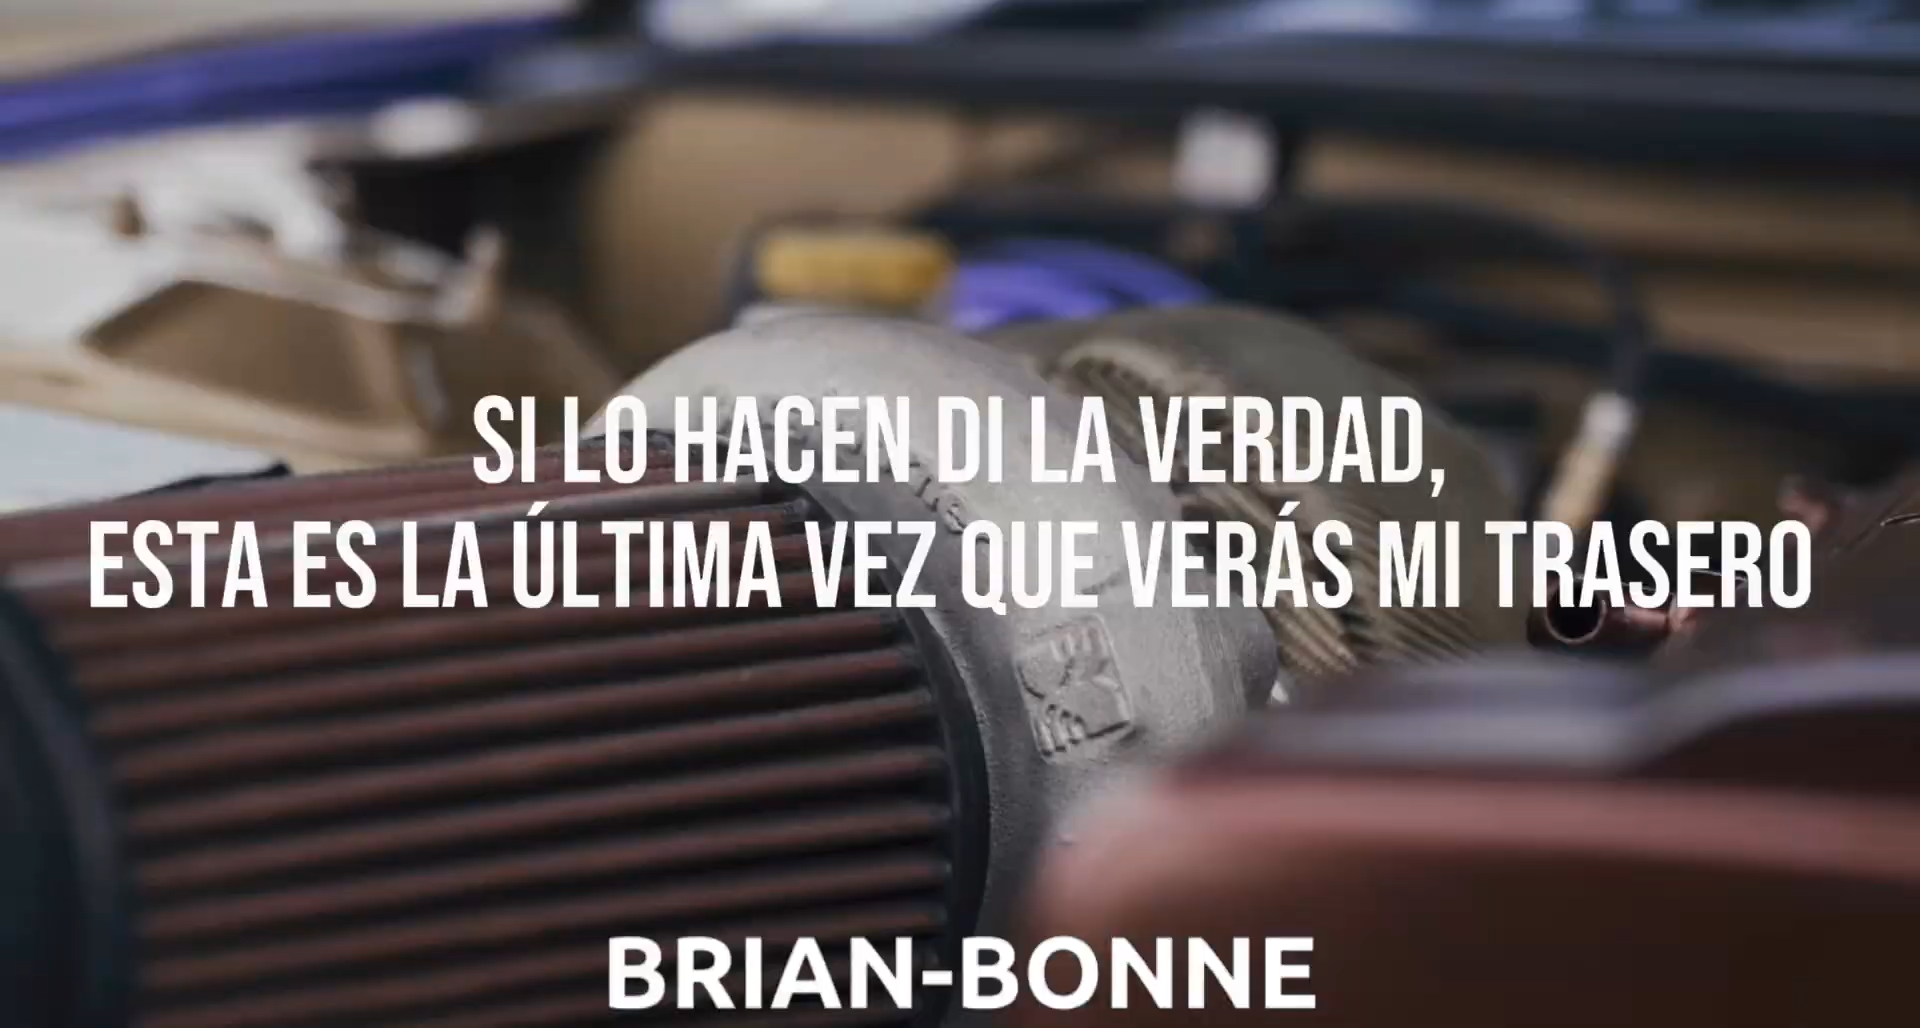 SI LO HACEN DI LA VERDAD,
ESTA ES LA ÚLTIMA VEZ QUE VERÁS MI TRASERO
BRIAN-BONNE